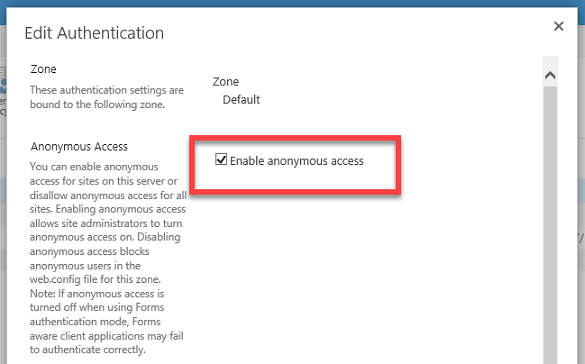 Edit Authentication
Zone
These authentication settings are
bound to the following zone.
Zone
Default
Anonymous Access
You can enable anonymous
access for sites on this server or
disallow anonymous access for all
sites. Enabling anonymous access
allows site administrators to turn
anonymous access on. Disabling
anonymous access blocks
anonymous users in the
web.config file for this zone.
Note: If anonymous access is
turned off when using Forms
authentication mode, Forms
aware client applications may fail
to authenticate correctly.
Enable anonymous access